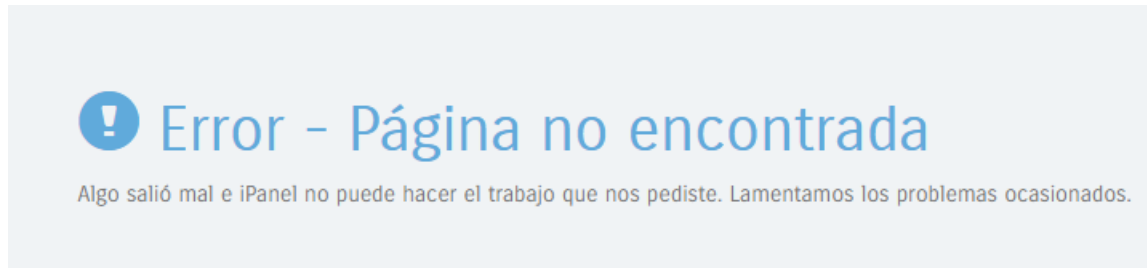 Error - Página no encontrada
Algo salió mal e iPanel no puede hacer el trabajo que nos pediste. Lamentamos los problemas ocasionados.